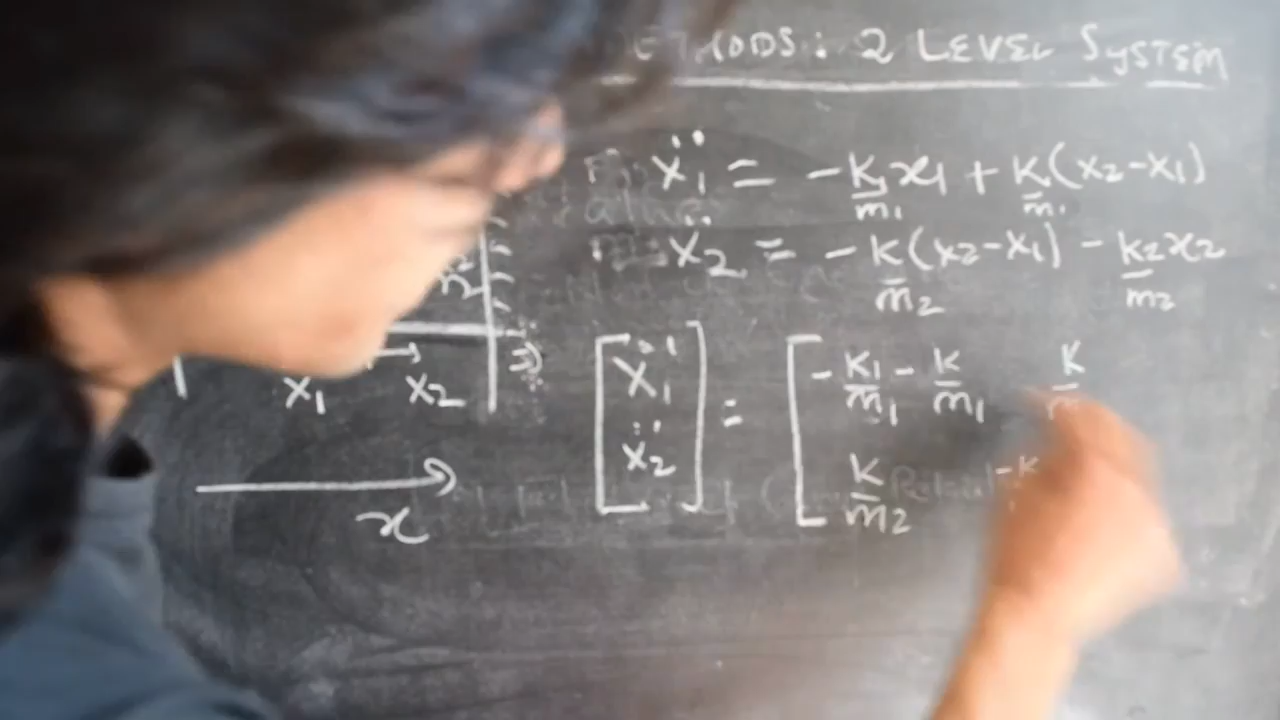 ETHODS: 2 LEVEL SYSTEM
ẍ₁ = -K₁/m₁ x₁ + K/m₁ (x₂-x₁)
ẍ₂ = -K/m₂ (x₂-x₁) - K₂x₂/m₂
x₁ x₂
[ẍ₁ = [-K₁/m₁ - K/m₁ K/m
ẍ₂] K/m₂ -K
x